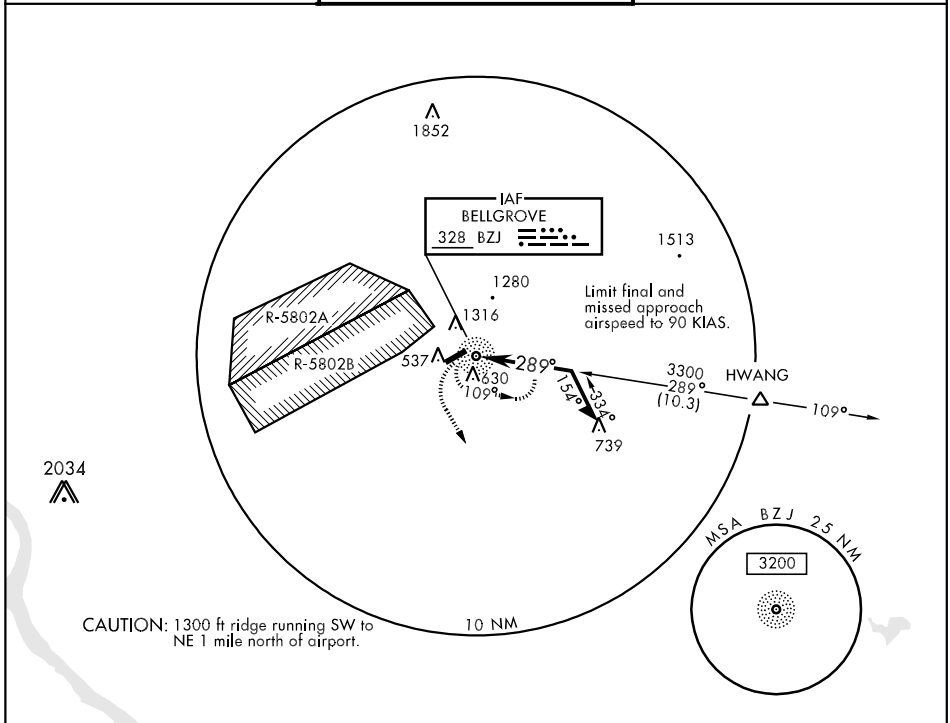 1852
IAF
BELLGROVE
328 BZJ
1513
1280
Limit final and
missed approach
airspeed to 90 KIAS.
1316
R-5802A
R-5802B
537
289°
3300
289°
(10.3)
HWANG
630
109°
154°
334°
109°
739
2034
MSA BZJ 25 NM
3200
CAUTION: 1300 ft ridge running SW to
NE 1 mile north of airport.
10 NM